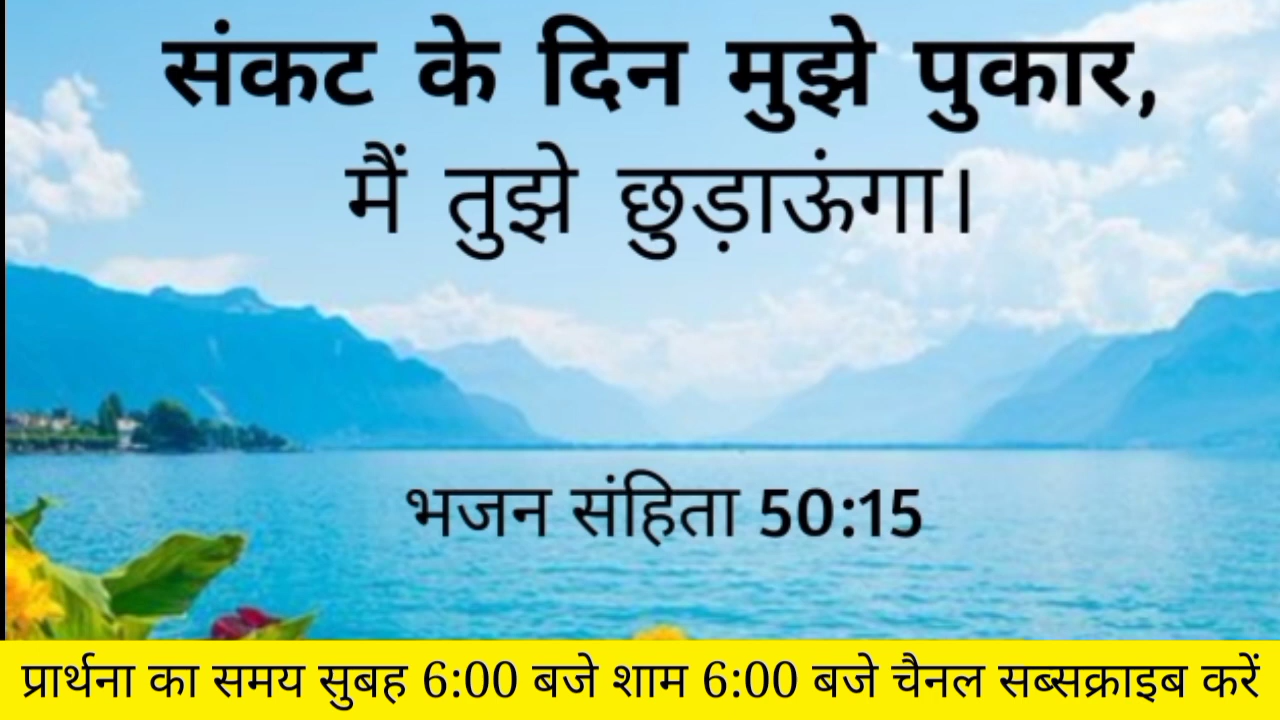 संकट के दिन मुझे पुकार,
मैं तुझे छुड़ाऊंगा।
भजन संहिता 50:15
प्रार्थना का समय सुबह 6:00 बजे शाम 6:00 बजे चैनल सब्सक्राइब करें